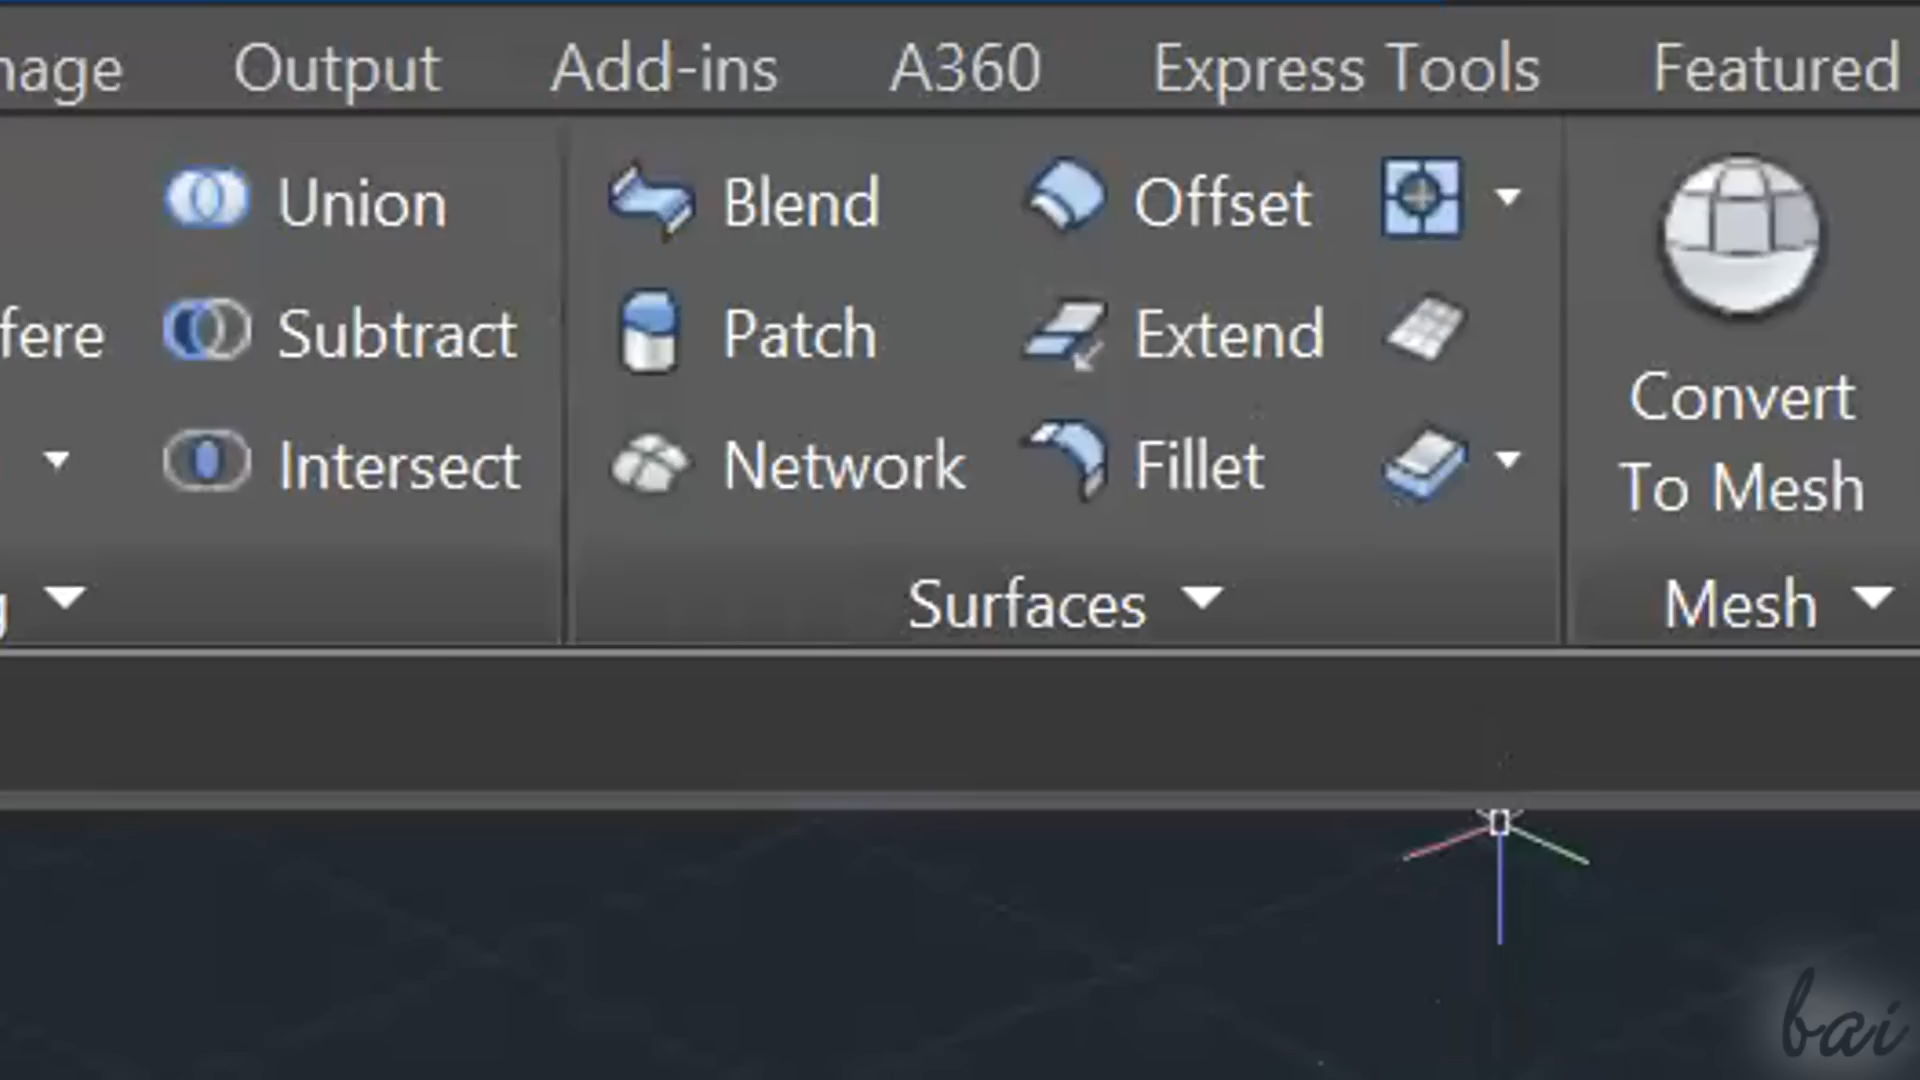 nage Output Add-ins A360 Express Tools Featured
Union Blend Offset
fere Subtract Patch Extend
Intersect Network Fillet
Convert
To Mesh
g Surfaces Mesh
bai